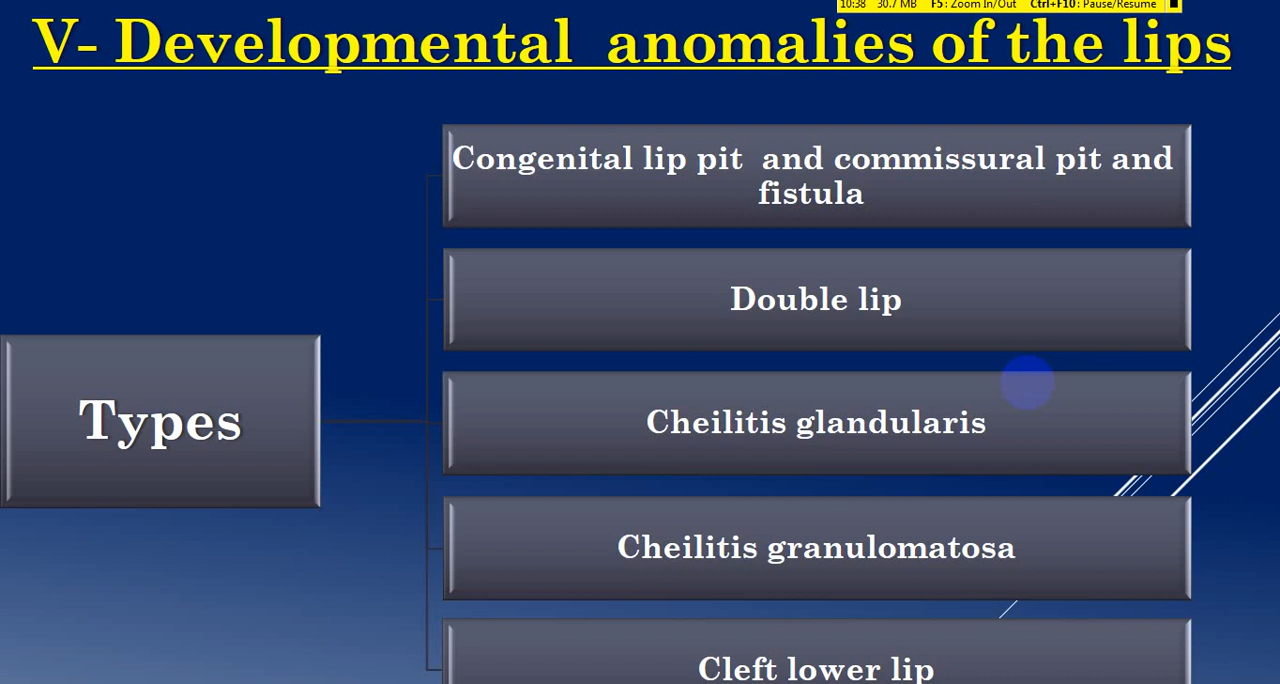 10:38 30.7 MB F5: Zoom In/Out Ctrl+F10: Pause/Resume
V- Developmental anomalies of the lips
Congenital lip pit and commissural pit and
fistula
Double lip
Types
Cheilitis glandularis
Cheilitis granulomatosa
Cleft lower lip